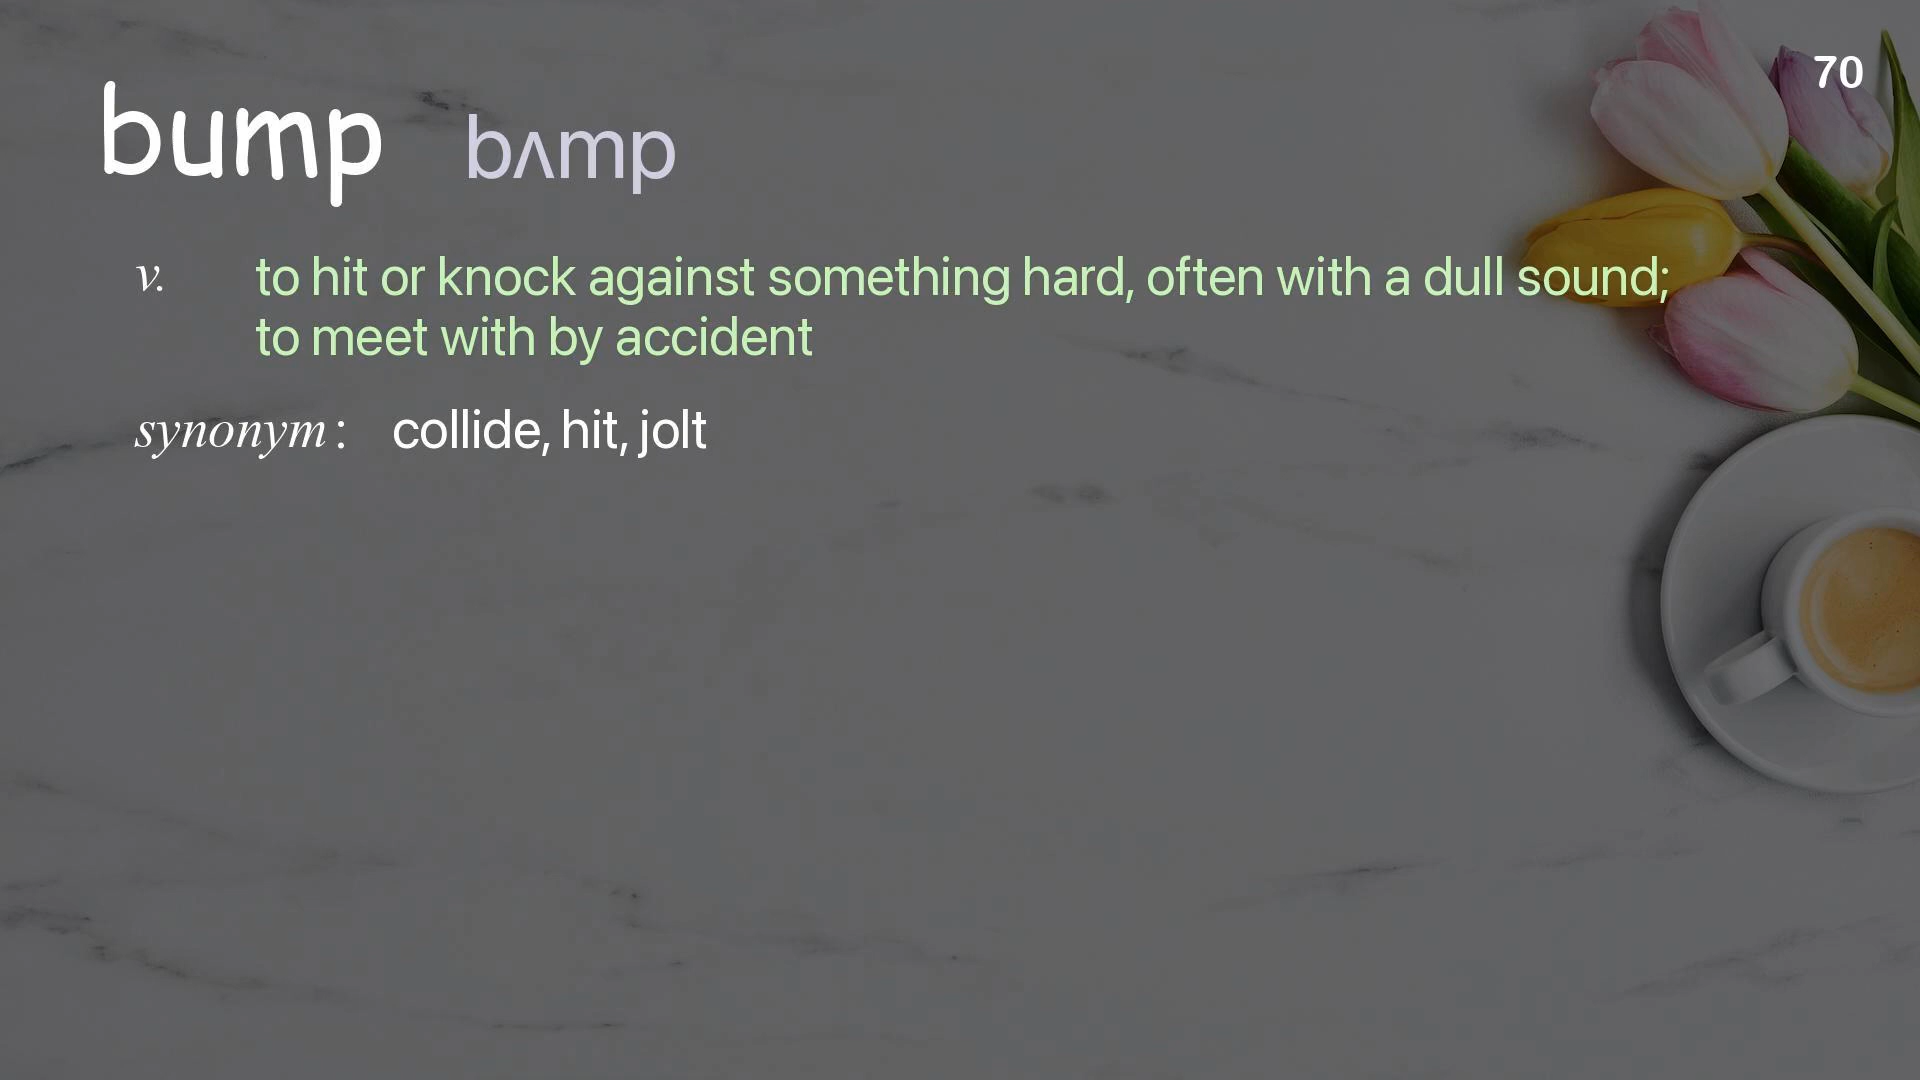 70
bump bʌmp
v. to hit or knock against something hard, often with a dull sound;
to meet with by accident
synonym : collide, hit, jolt